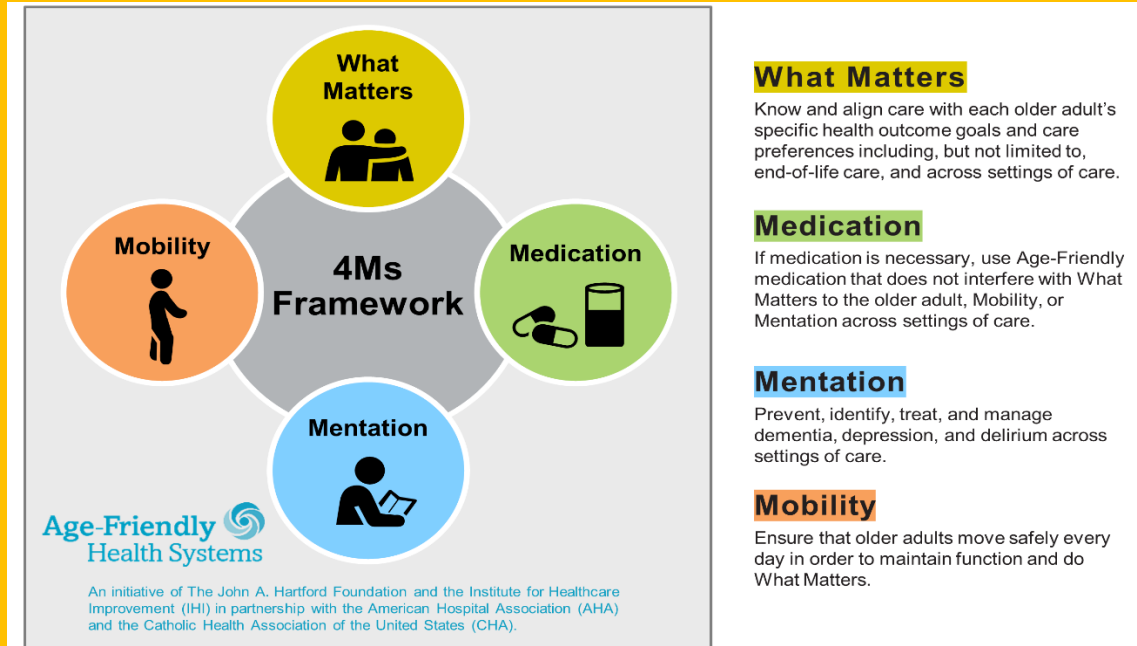 What
Matters
Mobility
4Ms
Framework
Medication
Mentation
Age-Friendly
Health Systems
An initiative of The John A. Hartford Foundation and the Institute for Healthcare
Improvement (IHI) in partnership with the American Hospital Association (AHA)
and the Catholic Health Association of the United States (CHA).
What Matters
Know and align care with each older adult's
specific health outcome goals and care
preferences including, but not limited to,
end-of-life care, and across settings of care.
Medication
If medication is necessary, use Age-Friendly
medication that does not interfere with What
Matters to the older adult, Mobility, or
Mentation across settings of care.
Mentation
Prevent, identify, treat, and manage
dementia, depression, and delirium across
settings of care.
Mobility
Ensure that older adults move safely every
day in order to maintain function and do
What Matters.